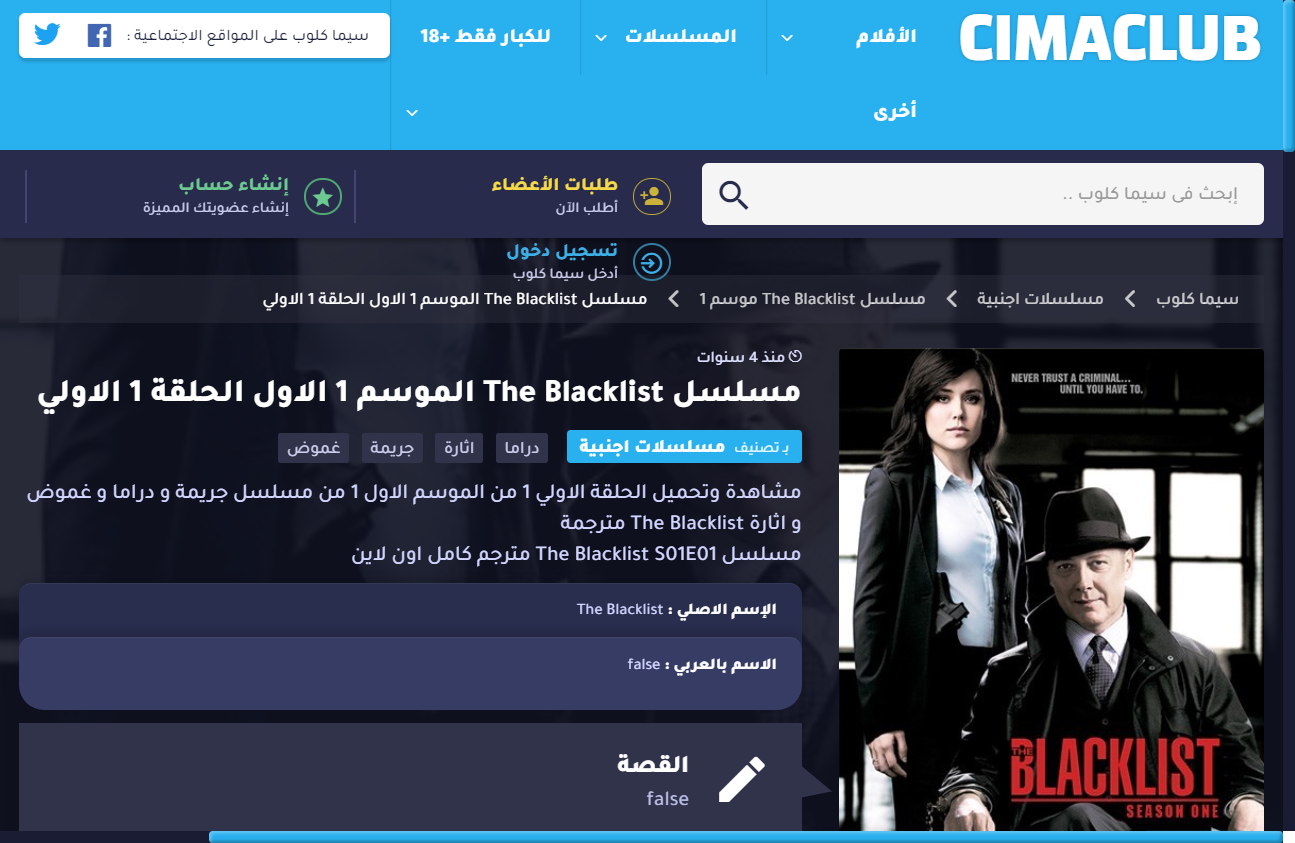 CIMACLUB
الأفلام
المسلسلات
للكبار فقط +18
سيما كلوب على المواقع الاجتماعية :
أخرى
إبحث فى سيما كلوب ..
طلبات الأعضاء
أطلب الآن
إنشاء حساب
إنشاء عضويتك المميزة
تسجيل دخول
أدخل سيما كلوب
سيما كلوب
مسلسلات اجنبية
مسلسل The Blacklist موسم 1
مسلسل The Blacklist الموسم 1 الاول الحلقة 1 الاولي
منذ 4 سنوات
مسلسل The Blacklist الموسم 1 الاول الحلقة 1 الاولي
بـ تصنيف مسلسلات اجنبية
دراما
اثارة
جريمة
غموض
مشاهدة وتحميل الحلقة الاولي 1 من الموسم الاول 1 من مسلسل جريمة و دراما و غموض
و اثارة The Blacklist مترجمة
مسلسل The Blacklist S01E01 مترجم كامل اون لاين
الإسم الاصلي : The Blacklist
الاسم بالعربي : false
القصة
false
NEVER TRUST A CRIMINAL...
UNTIL YOU HAVE TO.
THE
BLACKLIST
SEASON ONE